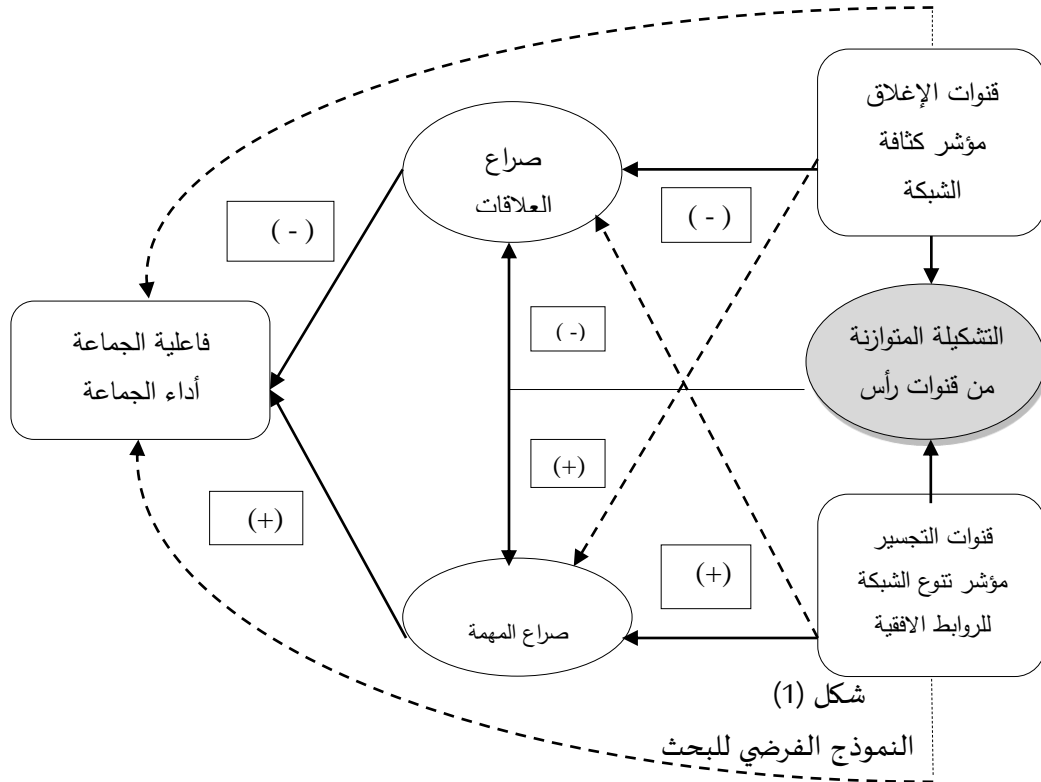 قنوات الإغلاق
مؤشر كثافة
الشبكة
صراع
العلاقات
( - )
( - )
التشكيلة المتوازنة
من قنوات رأس
فاعلية الجماعة
أداء الجماعة
(-)
(+)
(+)
(+)
قنوات التجسير
مؤشر تنوع الشبكة
للروابط الافقية
صراع المهمة
شكل (1)
النموذج الفرضي للبحث